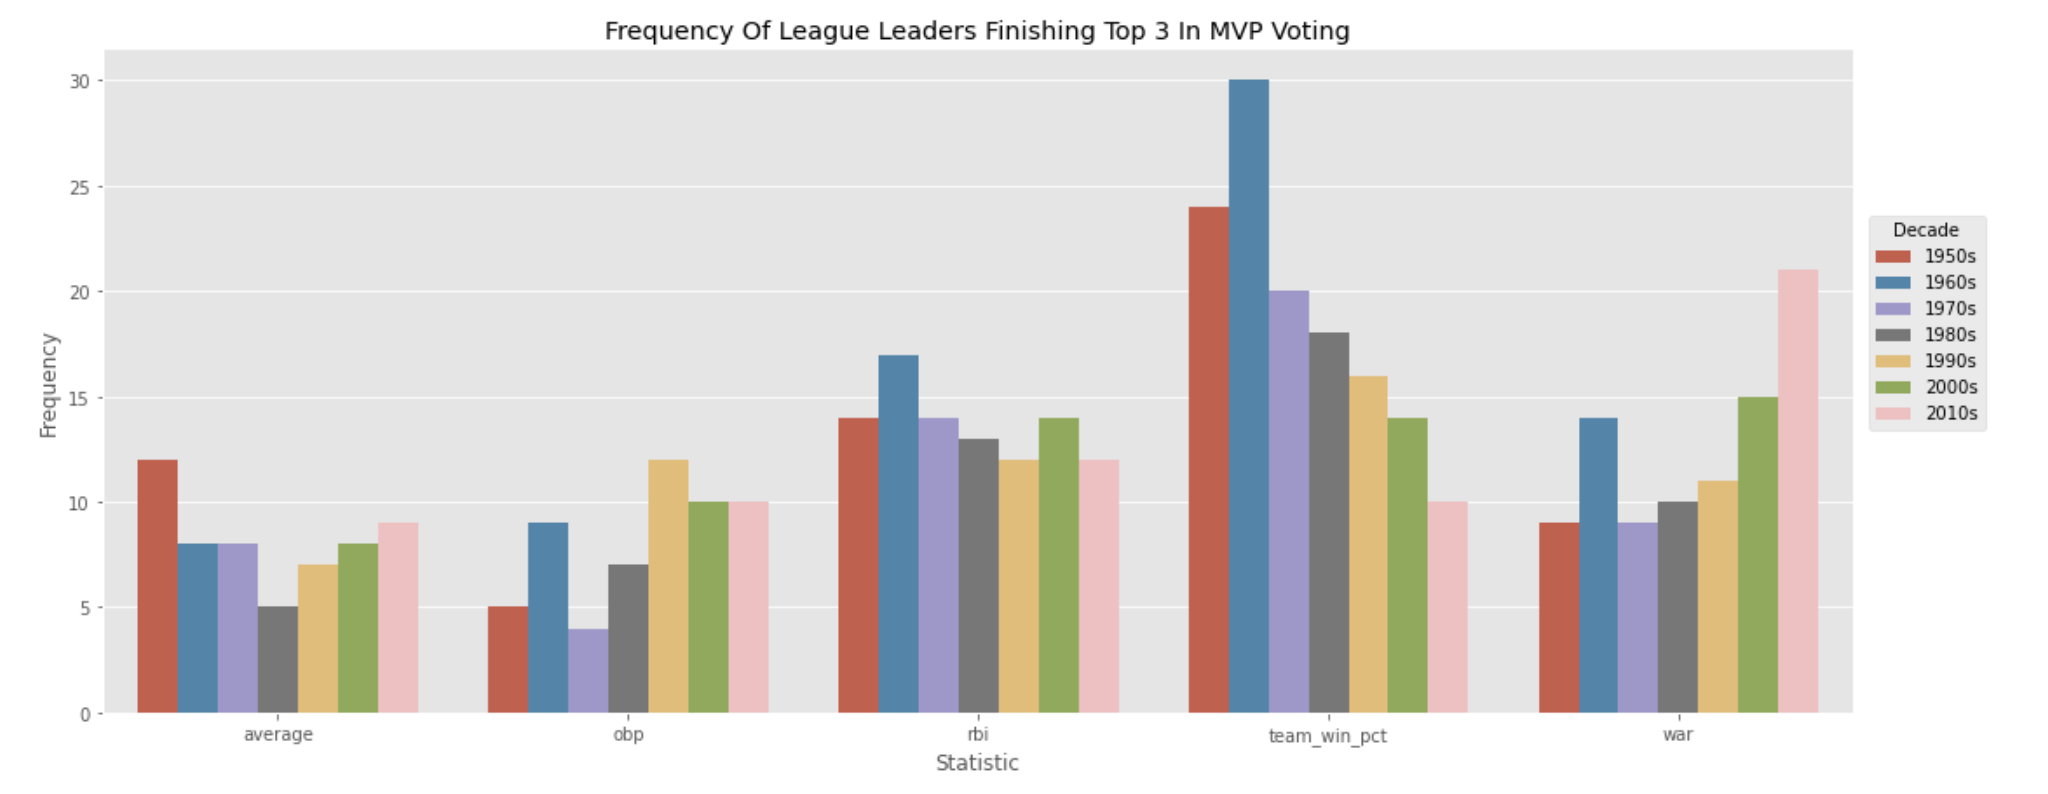 Frequency Of League Leaders Finishing Top 3 In MVP Voting
30
25
20
15
10
5
0
Frequency
average
obp
rbi
team_win_pct
war
Statistic
Decade
1950s
1960s
1970s
1980s
1990s
2000s
2010s